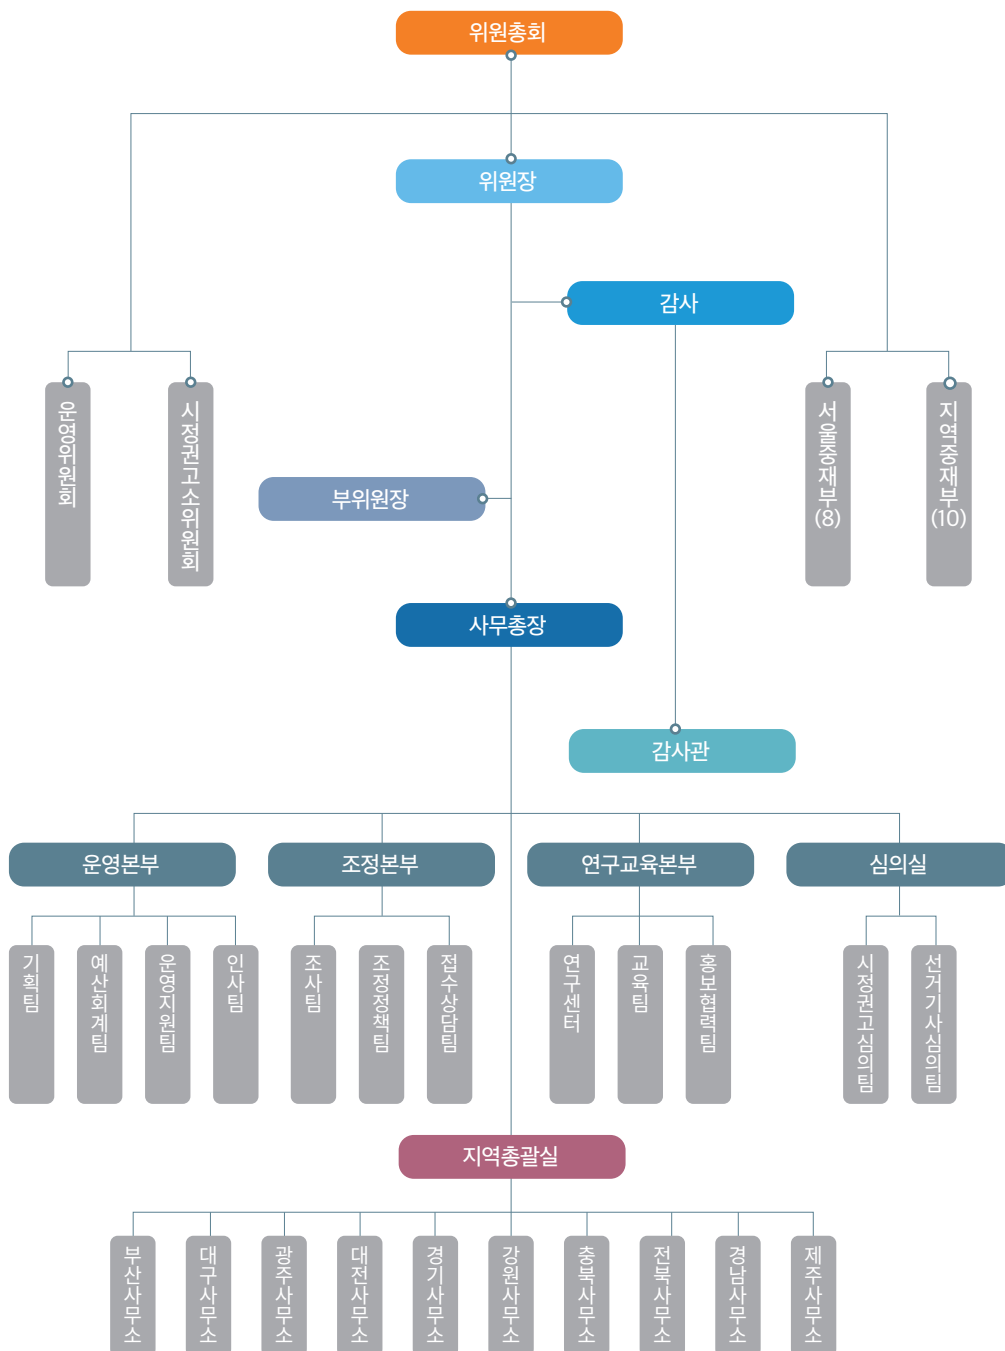 위원총회
위원장
감사
운영위원회
시정권고소위원회
서울중재부
(8)
지역중재부
(10)
부위원장
사무총장
감사관
운영본부
조정본부
연구교육본부
심의실
기획팀
예산회계팀
운영지원팀
인사팀
조사팀
조정정책팀
접수상담팀
연구센터
교육팀
홍보협력팀
시정권고심의팀
선거기사심의팀
지역총괄실
부산사무소
대구사무소
광주사무소
대전사무소
경기사무소
강원사무소
충북사무소
전북사무소
경남사무소
제주사무소